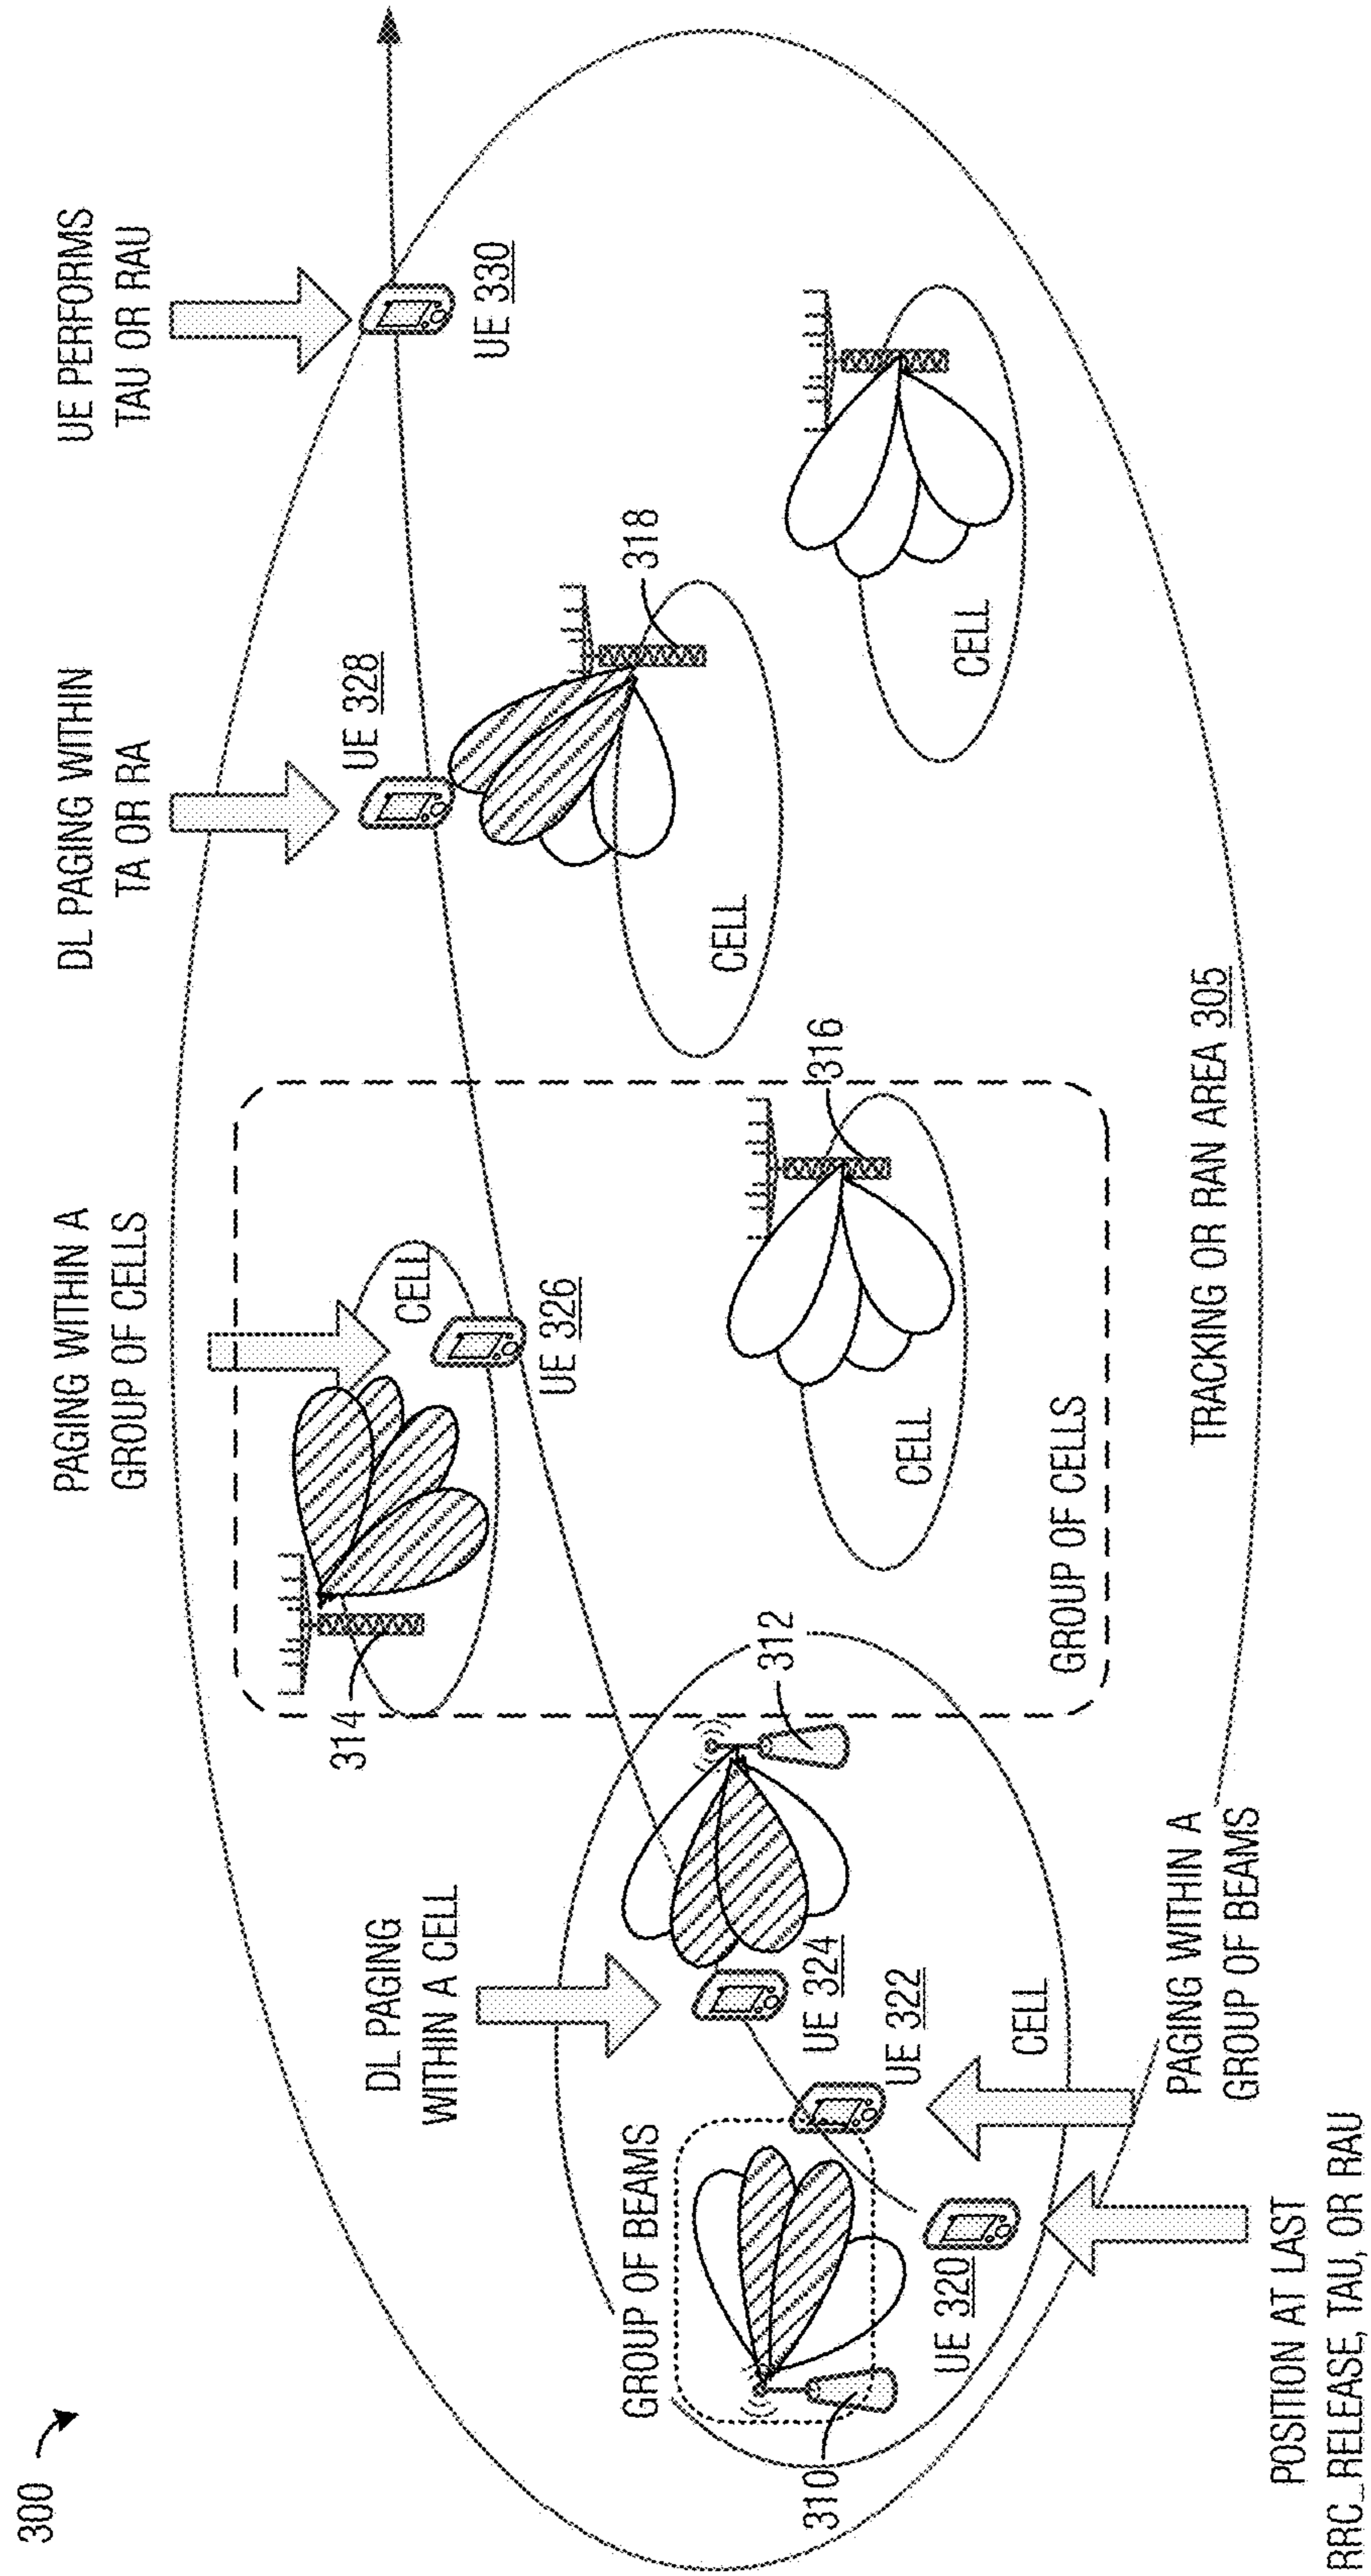 300
UE PERFORMS
TAU OR RAU
UE 330
DL PAGING WITHIN
TA OR RA
UE 328
318
CELL
CELL
PAGING WITHIN A
GROUP OF CELLS
CELL
UE 326
314
316
CELL
GROUP OF CELLS
TRACKING OR RAN AREA 305
DL PAGING
WITHIN A CELL
312
UE 324
UE 322
CELL
GROUP OF BEAMS
310
UE 320
PAGING WITHIN A
GROUP OF BEAMS
POSITION AT LAST
RRC_RELEASE, TAU, OR RAU